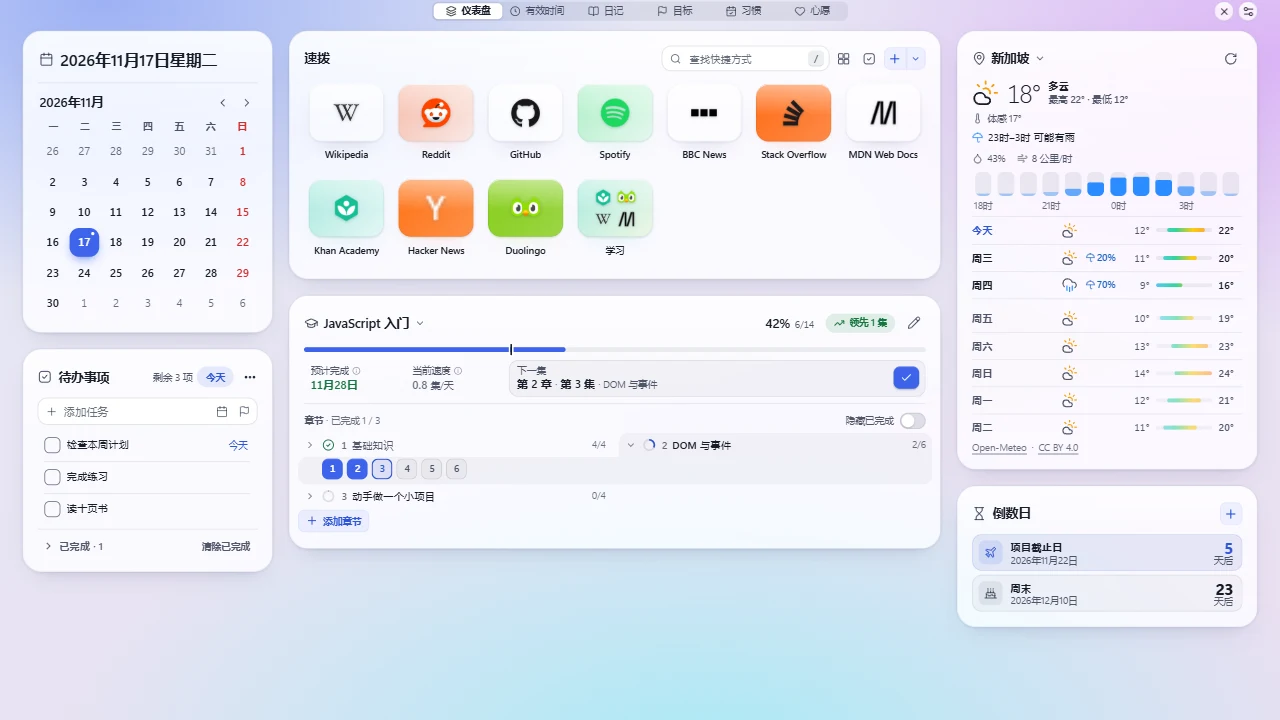 仪表盘
有效时间
日记
目标
习惯
心愿
2026年11月17日星期二
2026年11月
一 二 三 四 五 六 日
26 27 28 29 30 31 1
2 3 4 5 6 7 8
9 10 11 12 13 14 15
16 17 18 19 20 21 22
23 24 25 26 27 28 29
30 1 2 3 4 5 6
待办事项
剩余 3 项
今天
添加任务
检查本周计划
今天
完成练习
读十页书
已完成 · 1
清除已完成
速拨
查找快捷方式
/
Wikipedia
Reddit
GitHub
Spotify
BBC News
Stack Overflow
MDN Web Docs
Khan Academy
Hacker News
Duolingo
学习
JavaScript 入门
42% 6/14
领先 1 集
预计完成
11月28日
当前速度
0.8 集/天
下一集
第 2 章 · 第 3 集 · DOM 与事件
章节 · 已完成 1 / 3
隐藏已完成
1 基础知识 4/4
2 DOM 与事件 2/6
1 2 3 4 5 6
3 动手做一个小项目 0/4
添加章节
新加坡
18° 多云
最高 22° · 最低 12°
体感 17°
23时–3时 可能有雨
43% 8 公里/时
18时 21时 0时 3时
今天 12° 22°
周三 20% 11° 20°
周四 70% 9° 16°
周五 10° 19°
周六 13° 23°
周日 14° 24°
周一 12° 21°
周二 11° 20°
Open-Meteo · CC BY 4.0
倒数日
项目截止日
2026年11月22日
5
天后
周末
2026年12月10日
23
天后